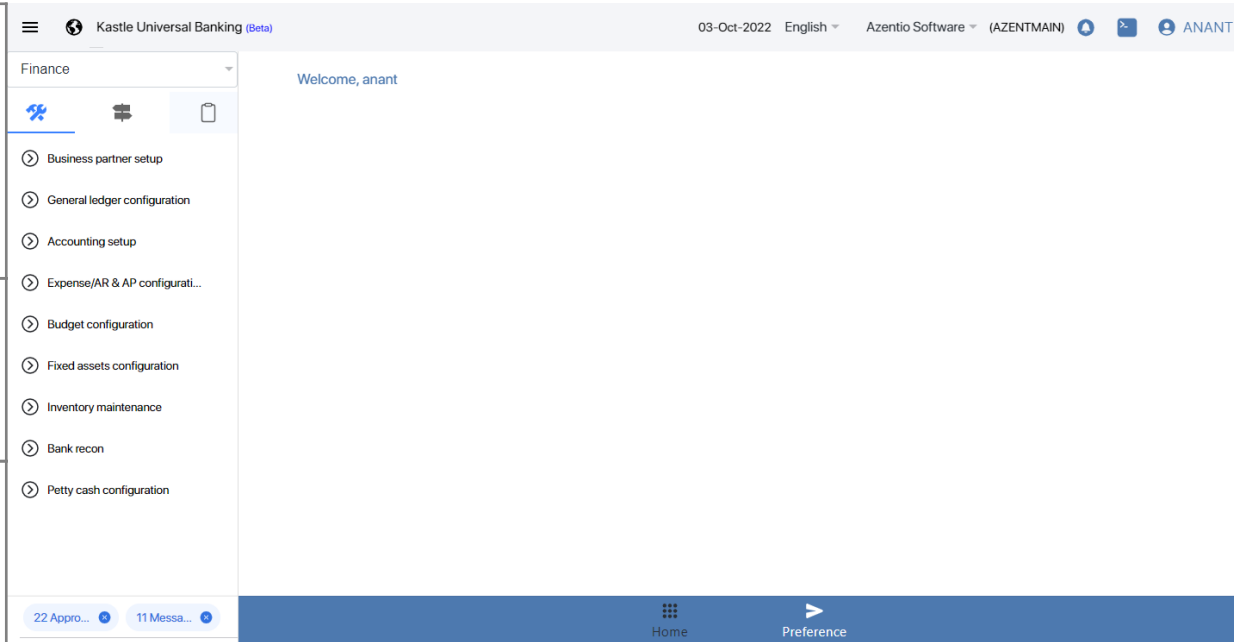 Kastle Universal Banking (Beta) 03-Oct-2022 English Azentio Software (AZENTMAIN) ANANT
Finance
Welcome, anant
Business partner setup
General ledger configuration
Accounting setup
Expense/AR & AP configurati...
Budget configuration
Fixed assets configuration
Inventory maintenance
Bank recon
Petty cash configuration
22 Appro... 11 Messa...
Home Preference